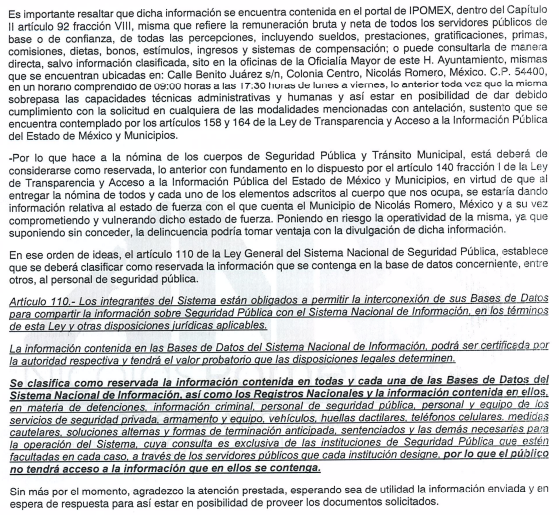 Es importante resaltar que dicha información se encuentra contenida en el portal de IPOMEX, dentro del Capítulo
II artículo 92 fracción VIII, misma que refiere la remuneración bruta y neta de todos los servidores públicos de
base o de confianza, de todas las percepciones, incluyendo sueldos, prestaciones, gratificaciones, primas,
comisiones, dietas, bonos, estímulos, ingresos y sistemas de compensación; o puede consultarla de manera
directa, salvo información clasificada, sito en la oficinas de la Oficialía Mayor de este H. Ayuntamiento, mismas
que se encuentran ubicadas en: Calle Benito Juárez s/n, Colonia Centro, Nicolás Romero, México. C.P. 54400,
en un horario comprendido de 09:00 horas a las 17:30 horas de lunes a viernes, lo anterior toda vez que la misma
sobrepasa las capacidades técnicas administrativas y humanas y así estar en posibilidad de dar debido
cumplimiento con la solicitud en cualquiera de las modalidades mencionadas con antelación, sustento que se
encuentra contemplado por los artículos 158 y 164 de la Ley de Transparencia y Acceso a la Información Pública
del Estado de México y Municipios.
-Por lo que hace a la nómina de los cuerpos de Seguridad Pública y Tránsito Municipal, está deberá de
considerarse como reservada, lo anterior con fundamento en lo dispuesto por el artículo 140 fracción I de la Ley
de Transparencia y Acceso a la Información Pública del Estado de México y Municipios, en virtud de que al
entregar la nómina de todos y cada uno de los elementos adscritos al cuerpo que nos ocupa, se estaría dando
información relativa al estado de fuerza con el que cuenta el Municipio de Nicolás Romero, México y a su vez
comprometiendo y vulnerando dicho estado de fuerza. Poniendo en riesgo la operatividad de la misma, ya que
suponiendo sin conceder, la delincuencia podría tomar ventaja con la divulgación de dicha información.
En ese orden de ideas, el artículo 110 de la Ley General del Sistema Nacional de Seguridad Pública, establece
que se deberá clasificar como reservada la información que se contenga en la base de datos concerniente, entre
otros, al personal de seguridad pública.
Artículo 110.- Los integrantes del Sistema están obligados a permitir la interconexión de sus Bases de Datos
para compartir la información sobre Seguridad Pública con el Sistema Nacional de Información, en los términos
de esta Ley y otras disposiciones jurídicas aplicables.
La información contenida en las Bases de Datos del Sistema Nacional de Información, podrá ser certificada por
la autoridad respectiva y tendrá el valor probatorio que las disposiciones legales determinen.
Se clasifica como reservada la información contenida en todas y cada una de las Bases de Datos del
Sistema Nacional de Información, así como los Registros Nacionales y la información contenida en ellos,
en materia de detenciones, información criminal, personal de seguridad pública, personal y equipo de los
servicios de seguridad privada, armamento y equipo, vehículos, huellas dactilares, teléfonos celulares, medidas
cautelares, soluciones alternas y formas de terminación anticipada, sentenciados y las demás necesarias para
la operación del Sistema, cuya consulta es exclusiva de las instituciones de Seguridad Pública que estén
facultadas en cada caso, a través de los servidores públicos que cada institución designe, por lo que el público
no tendrá acceso a la información que en ellos se contenga.
Sin más por el momento, agradezco la atención prestada, esperando sea de utilidad la información enviada y en
espera de respuesta para así estar en posibilidad de proveer los documentos solicitados.